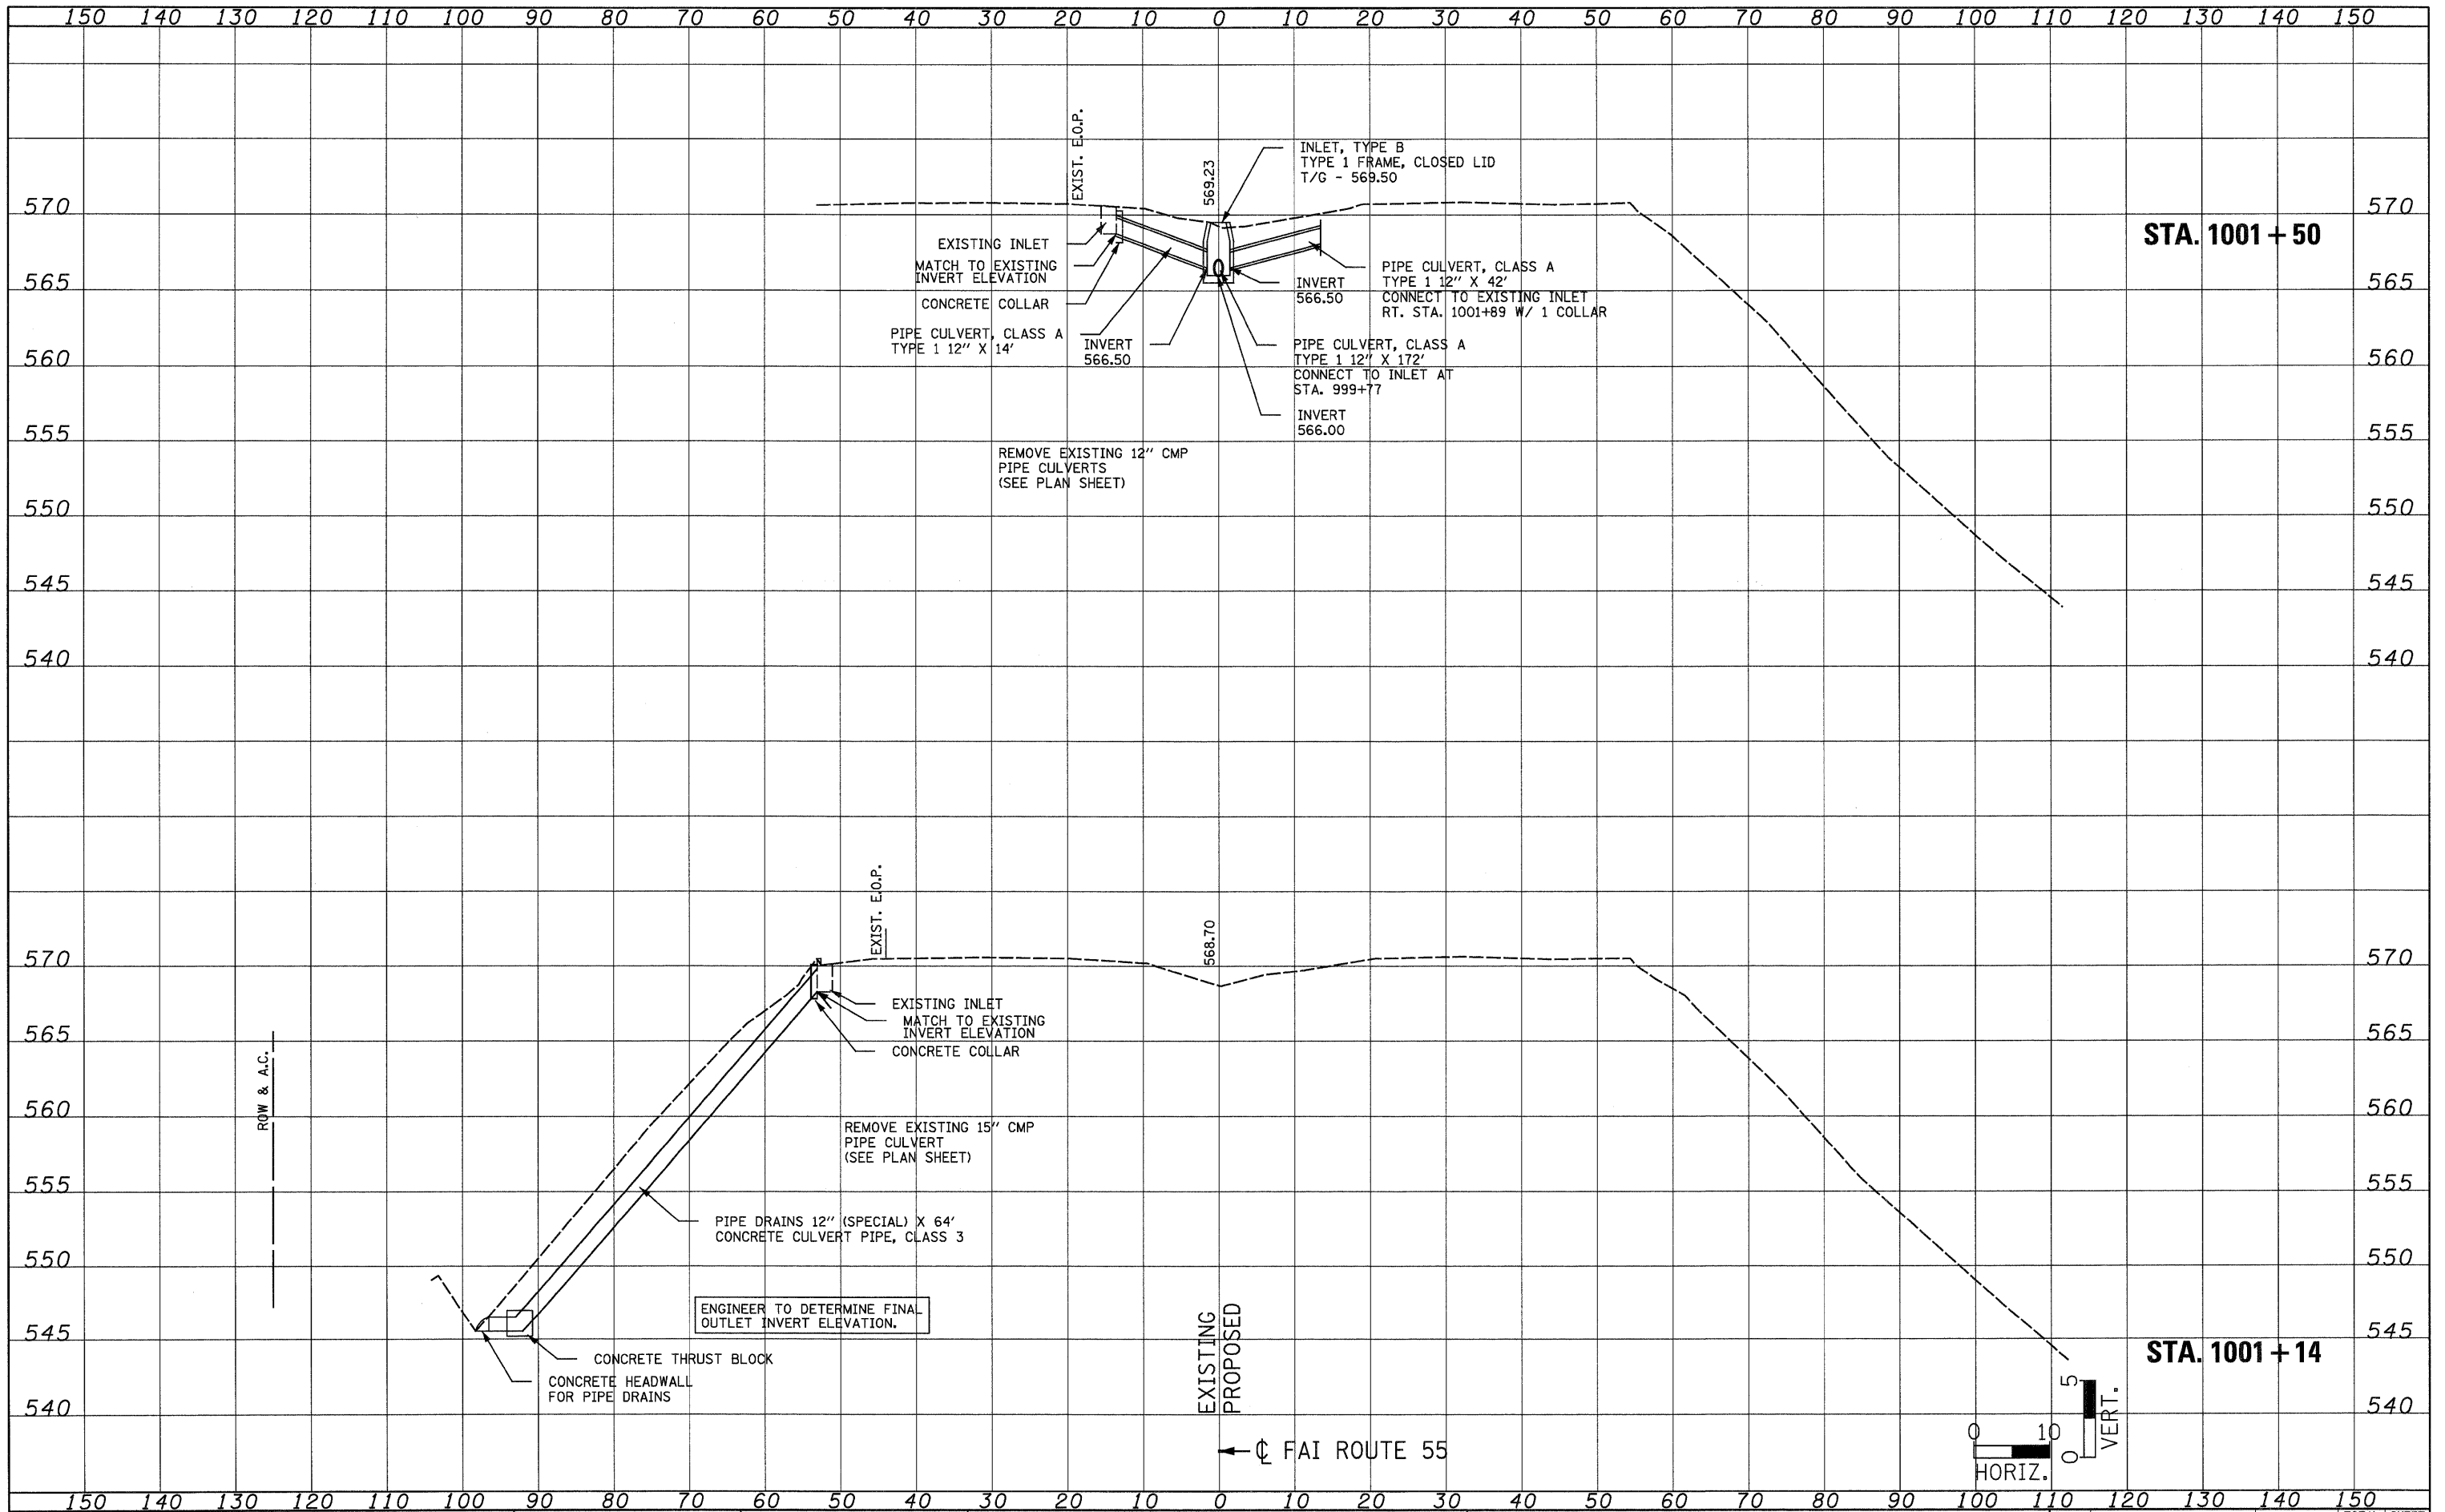 150 140 130 120 110 100 90 80 70 60 50 40 30 20 10 0 10 20 30 40 50 60 70 80 90 100 110 120 130 140 150
EXIST. E.O.P.
569.23
INLET, TYPE B
TYPE 1 FRAME, CLOSED LID
T/G - 569.50
570 570
STA. 1001 + 50
EXISTING INLET
MATCH TO EXISTING
INVERT ELEVATION
CONCRETE COLLAR
PIPE CULVERT, CLASS A
TYPE 1 12" X 14'
INVERT
566.50
INVERT
566.50
PIPE CULVERT, CLASS A
TYPE 1 12" X 42'
CONNECT TO EXISTING INLET
RT. STA. 1001+89 W/ 1 COLLAR
565 565
PIPE CULVERT, CLASS A
TYPE 1 12" X 172'
CONNECT TO INLET AT
STA. 999+77
560 560
INVERT
566.00
555 555
REMOVE EXISTING 12" CMP
PIPE CULVERTS
(SEE PLAN SHEET)
550 550
545 545
540 540
EXIST. E.O.P.
568.70
570 570
EXISTING INLET
MATCH TO EXISTING
INVERT ELEVATION
CONCRETE COLLAR
565 565
ROW & A.C.
560 560
REMOVE EXISTING 15" CMP
PIPE CULVERT
(SEE PLAN SHEET)
555 555
PIPE DRAINS 12" (SPECIAL) X 64'
CONCRETE CULVERT PIPE, CLASS 3
550 550
ENGINEER TO DETERMINE FINAL
OUTLET INVERT ELEVATION.
545 545
STA. 1001 + 14
CONCRETE THRUST BLOCK
CONCRETE HEADWALL
FOR PIPE DRAINS
EXISTING
PROPOSED
540 540
℄ FAI ROUTE 55
0 10
HORIZ.
0 5
VERT.
150 140 130 120 110 100 90 80 70 60 50 40 30 20 10 0 10 20 30 40 50 60 70 80 90 100 110 120 130 140 150